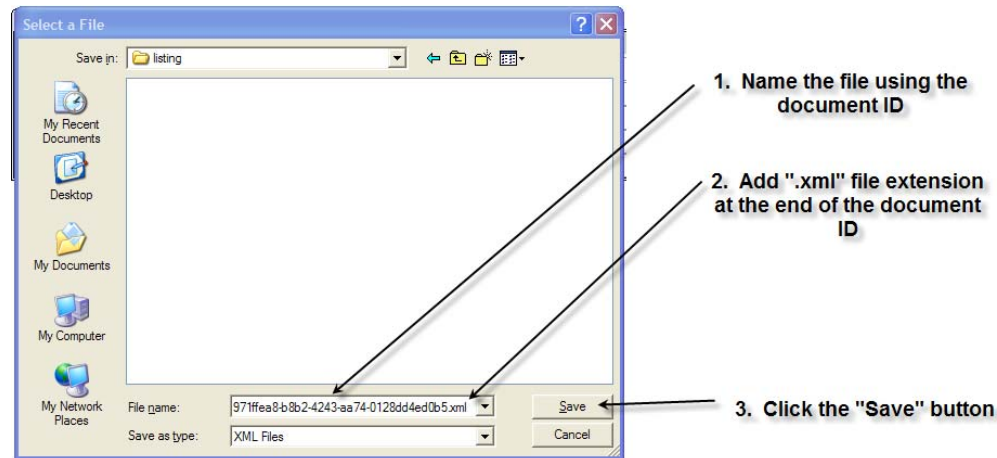 Select a File
Save in:
listing
My Recent
Documents
Desktop
My Documents
My Computer
My Network
Places
File name:
971ffea8-b8b2-4243-aa74-0128dd4ed0b5.xml
Save
Save as type:
XML Files
Cancel
1. Name the file using the
document ID
2. Add ".xml" file extension
at the end of the document
ID
3. Click the "Save" button